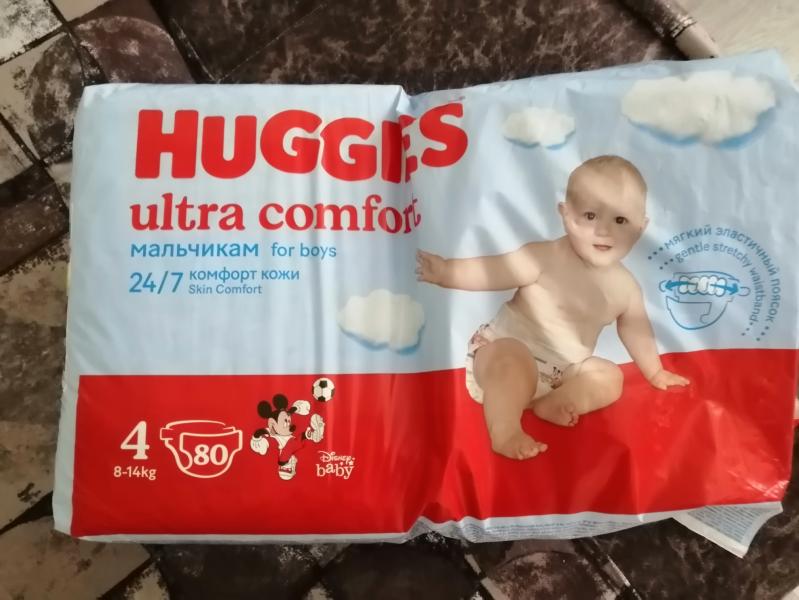 HUGGIES
ultra comfort
мальчикам for boys
24/7 комфорт кожи
Skin Comfort
мягкий эластичный поясок
gentle stretchy waistband
4
8-14kg
80
Disney
baby